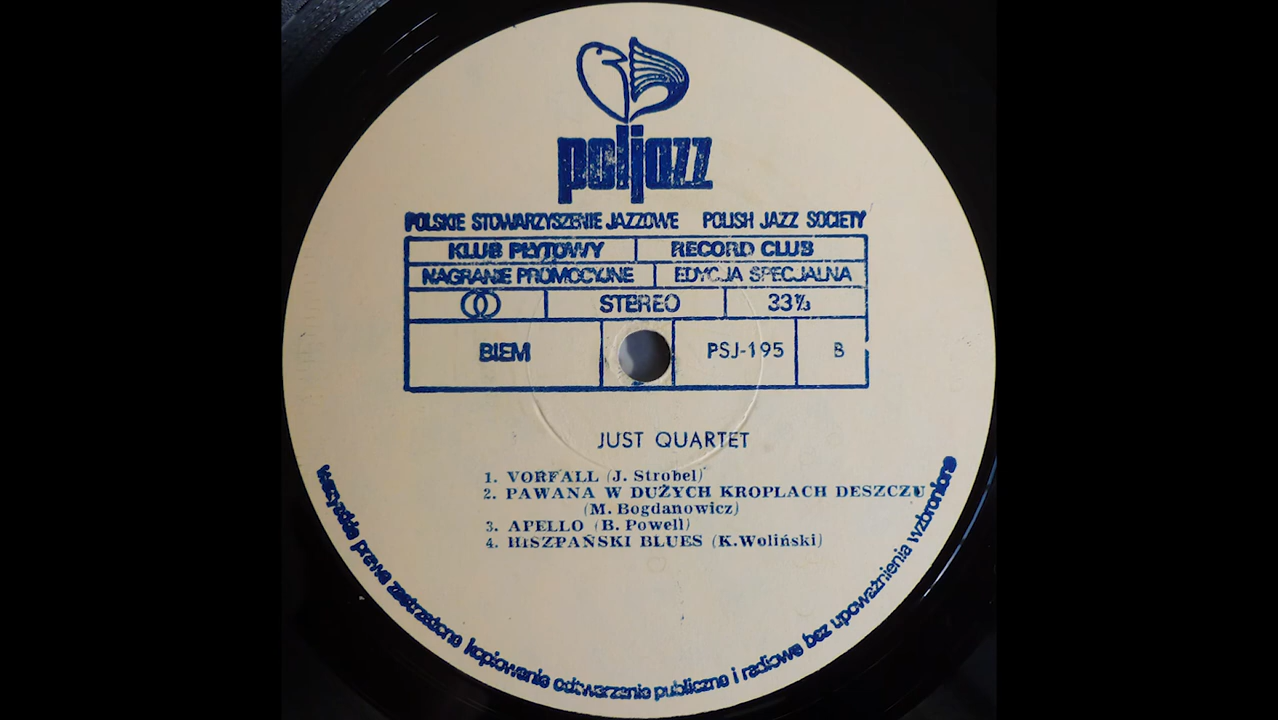 poljazz
POLSKIE STOWARZYSZENIE JAZZOWE POLISH JAZZ SOCIETY
KLUB PŁYTOWY RECORD CLUB
NAGRANIE PROMOCYJNE EDYCJA SPECJALNA
STEREO 33⅓
BIEM PSJ-195 B
JUST QUARTET
1. VORFALL (J. Strobel)
2. PAWANA W DUŻYCH KROPLACH DESZCZU
(M. Bogdanowicz)
3. APELLO (B. Powell)
4. HISZPAŃSKI BLUES (K.Woliński)
prawa zastrzeżone kopiowanie odtwarzanie publiczne i radiowe bez upoważnienia wzbronione